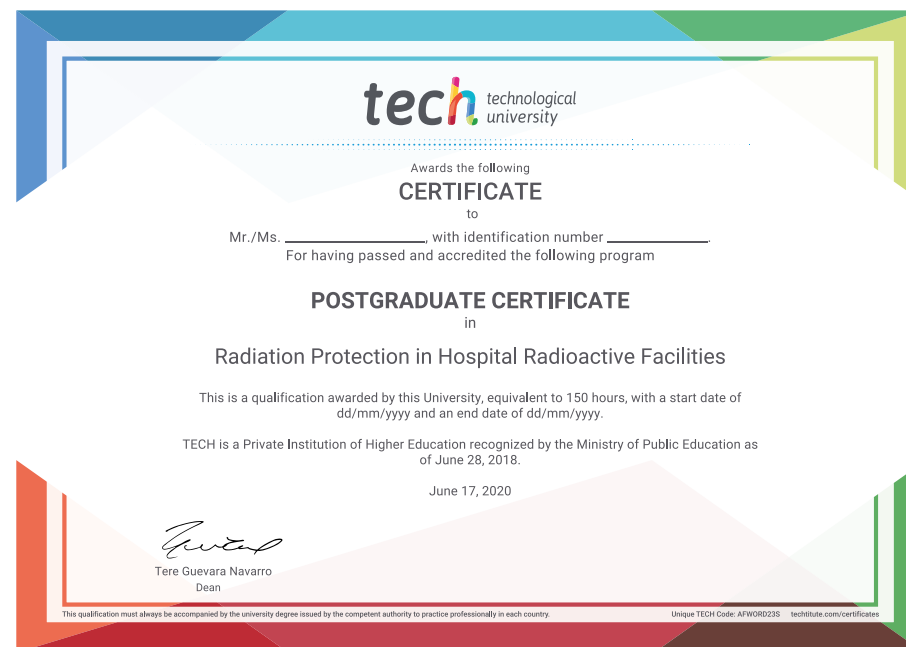 tech technological
university
Awards the following
CERTIFICATE
to
Mr./Ms. ____________________, with identification number ______________.
For having passed and accredited the following program
POSTGRADUATE CERTIFICATE
in
Radiation Protection in Hospital Radioactive Facilities
This is a qualification awarded by this University, equivalent to 150 hours, with a start date of
dd/mm/yyyy and an end date of dd/mm/yyyy.
TECH is a Private Institution of Higher Education recognized by the Ministry of Public Education as
of June 28, 2018.
June 17, 2020
Tere Guevara Navarro
Dean
This qualification must always be accompanied by the university degree issued by the competent authority to practice professionally in each country. Unique TECH Code: AFWORD23S techtitute.com/certificates